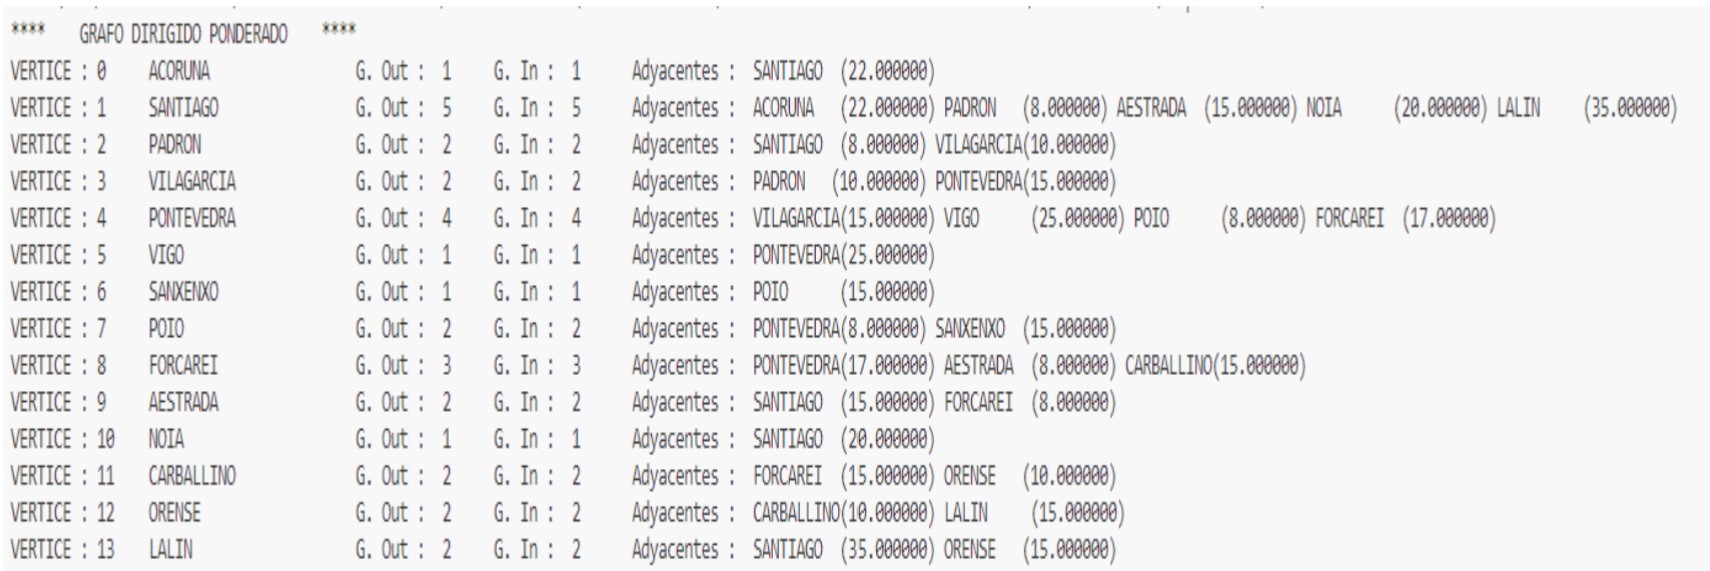 **** GRAFO DIRIGIDO PONDERADO ****
VERTICE : 0 ACORUNA G. Out : 1 G. In : 1 Adyacentes : SANTIAGO (22.000000)
VERTICE : 1 SANTIAGO G. Out : 5 G. In : 5 Adyacentes : ACORUNA (22.000000) PADRON (8.000000) AESTRADA (15.000000) NOIA (20.000000) LALIN (35.000000)
VERTICE : 2 PADRON G. Out : 2 G. In : 2 Adyacentes : SANTIAGO (8.000000) VILAGARCIA(10.000000)
VERTICE : 3 VILAGARCIA G. Out : 2 G. In : 2 Adyacentes : PADRON (10.000000) PONTEVEDRA(15.000000)
VERTICE : 4 PONTEVEDRA G. Out : 4 G. In : 4 Adyacentes : VILAGARCIA(15.000000) VIGO (25.000000) POIO (8.000000) FORCAREI (17.000000)
VERTICE : 5 VIGO G. Out : 1 G. In : 1 Adyacentes : PONTEVEDRA(25.000000)
VERTICE : 6 SANXENXO G. Out : 1 G. In : 1 Adyacentes : POIO (15.000000)
VERTICE : 7 POIO G. Out : 2 G. In : 2 Adyacentes : PONTEVEDRA(8.000000) SANXENXO (15.000000)
VERTICE : 8 FORCAREI G. Out : 3 G. In : 3 Adyacentes : PONTEVEDRA(17.000000) AESTRADA (8.000000) CARBALLINO(15.000000)
VERTICE : 9 AESTRADA G. Out : 2 G. In : 2 Adyacentes : SANTIAGO (15.000000) FORCAREI (8.000000)
VERTICE : 10 NOIA G. Out : 1 G. In : 1 Adyacentes : SANTIAGO (20.000000)
VERTICE : 11 CARBALLINO G. Out : 2 G. In : 2 Adyacentes : FORCAREI (15.000000) ORENSE (10.000000)
VERTICE : 12 ORENSE G. Out : 2 G. In : 2 Adyacentes : CARBALLINO(10.000000) LALIN (15.000000)
VERTICE : 13 LALIN G. Out : 2 G. In : 2 Adyacentes : SANTIAGO (35.000000) ORENSE (15.000000)